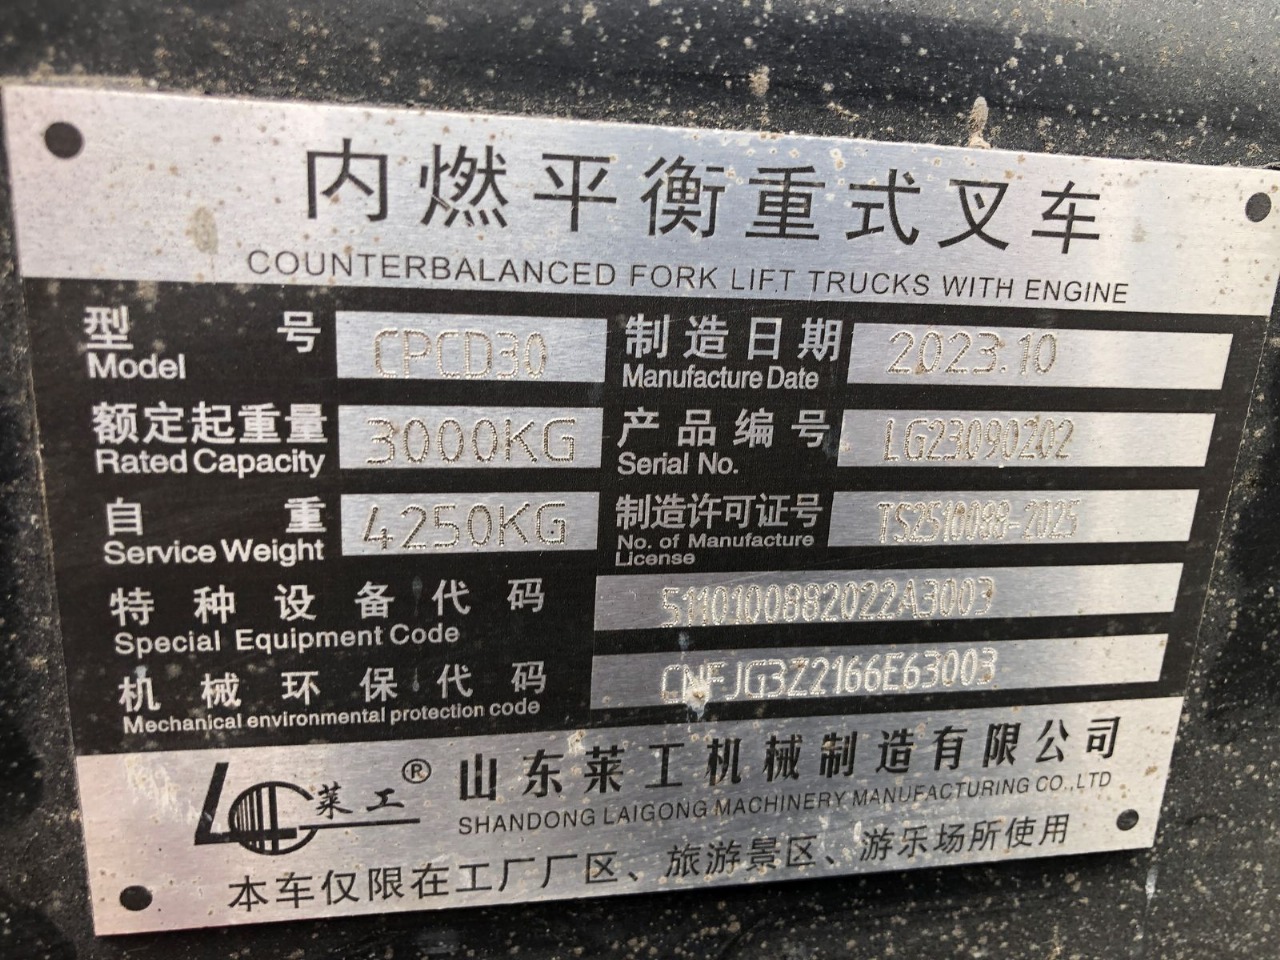 内燃平衡重式叉车
COUNTERBALANCED FORK LIFT TRUCKS WITH ENGINE
型号 CPCD30 制造日期 2023.10
Model Manufacture Date
额定起重量 3000KG 产品编号 LG23090202
Rated Capacity Serial No.
自重 4250KG 制造许可证号 TS2510088-2025
Service Weight No. of Manufacture License
特种设备代码 5110100882022A3003
Special Equipment Code
机械环保代码 CNFJG3Z2166E63003
Mechanical environmental protection code
LG 莱工® 山东莱工机械制造有限公司
SHANDONG LAIGONG MACHINERY MANUFACTURING CO.,LTD
本车仅限在工厂厂区、旅游景区、游乐场所使用